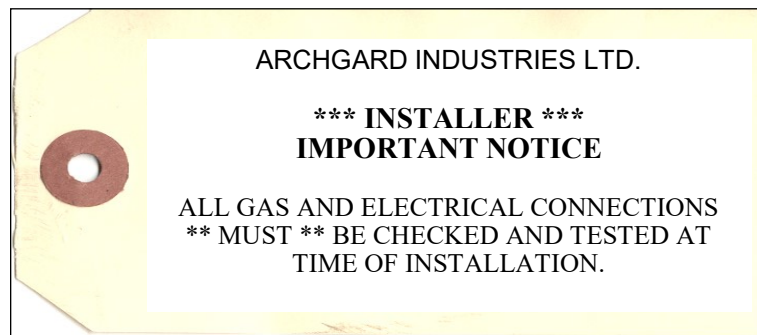 ARCHGARD INDUSTRIES LTD.
*** INSTALLER ***
IMPORTANT NOTICE
ALL GAS AND ELECTRICAL CONNECTIONS
** MUST ** BE CHECKED AND TESTED AT
TIME OF INSTALLATION.